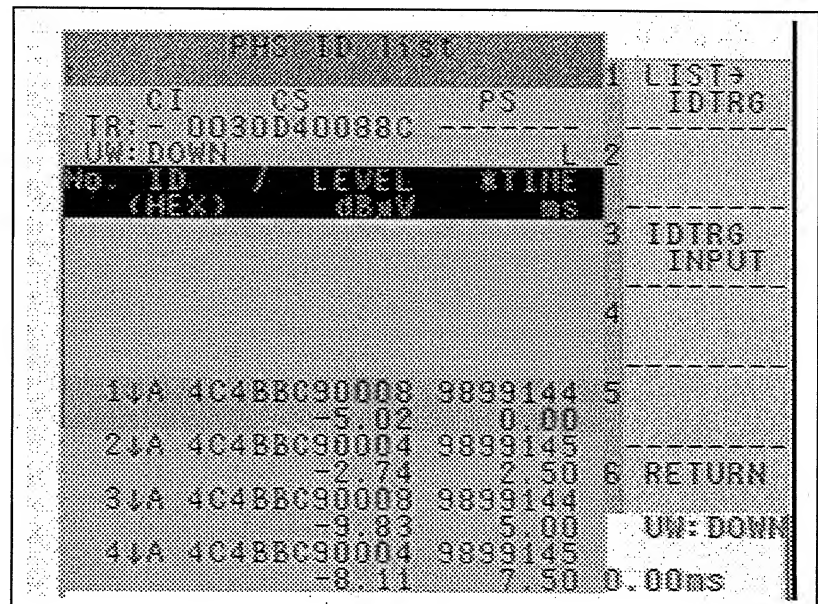 PHS ID list
CI CS PS
TR: - 0030D40088C -------
UW: DOWN L
No. ID / LEVEL *TIME
(HEX) dBμV ms
1↓A 4C4BBC90008 9899144
-5.02 0.00
2↓A 4C4BBC90004 9899145
-2.74 2.50
3↓A 4C4BBC90008 9899144
-9.83 5.00
4↓A 4C4BBC90004 9899145
-8.11 7.50
1 LIST→
IDTRG
2
3 IDTRG
INPUT
4
5
6 RETURN
UW: DOWN
0.00ms